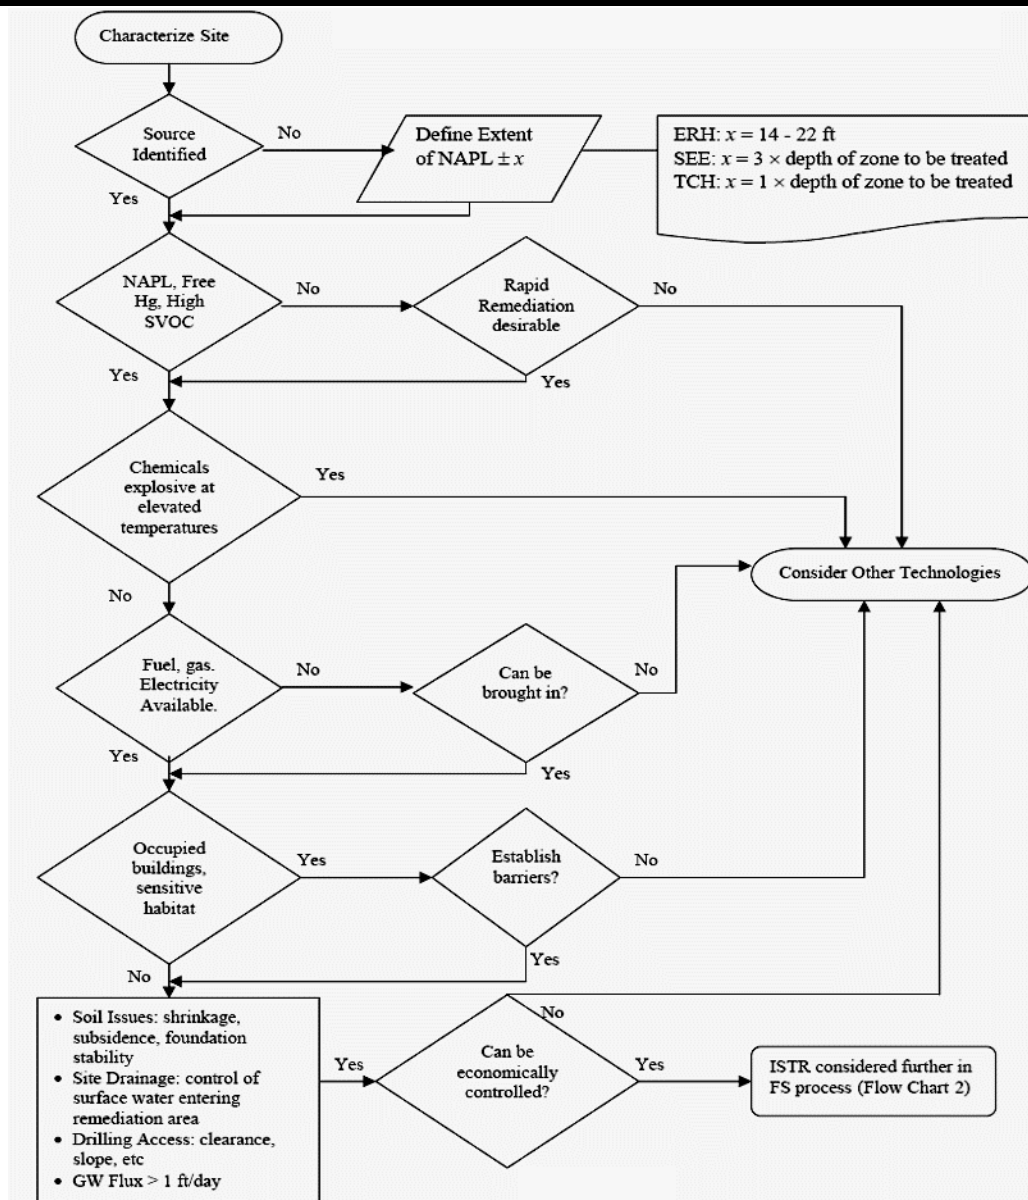 Characterize Site
Source
Identified
No
Yes
Define Extent
of NAPL ± x
ERH: x = 14 - 22 ft
SEE: x = 3 × depth of zone to be treated
TCH: x = 1 × depth of zone to be treated
NAPL, Free
Hg, High
SVOC
No
Yes
Rapid
Remediation
desirable
No
Yes
Chemicals
explosive at
elevated
temperatures
Yes
No
Consider Other Technologies
Fuel, gas.
Electricity
Available.
No
Yes
Can be
brought in?
No
Yes
Occupied
buildings,
sensitive
habitat
Yes
No
Establish
barriers?
No
Yes
• Soil Issues: shrinkage,
subsidence, foundation
stability
• Site Drainage: control of
surface water entering
remediation area
• Drilling Access: clearance,
slope, etc
• GW Flux > 1 ft/day
Yes
Can be
economically
controlled?
No
Yes
ISTR considered further in
FS process (Flow Chart 2)